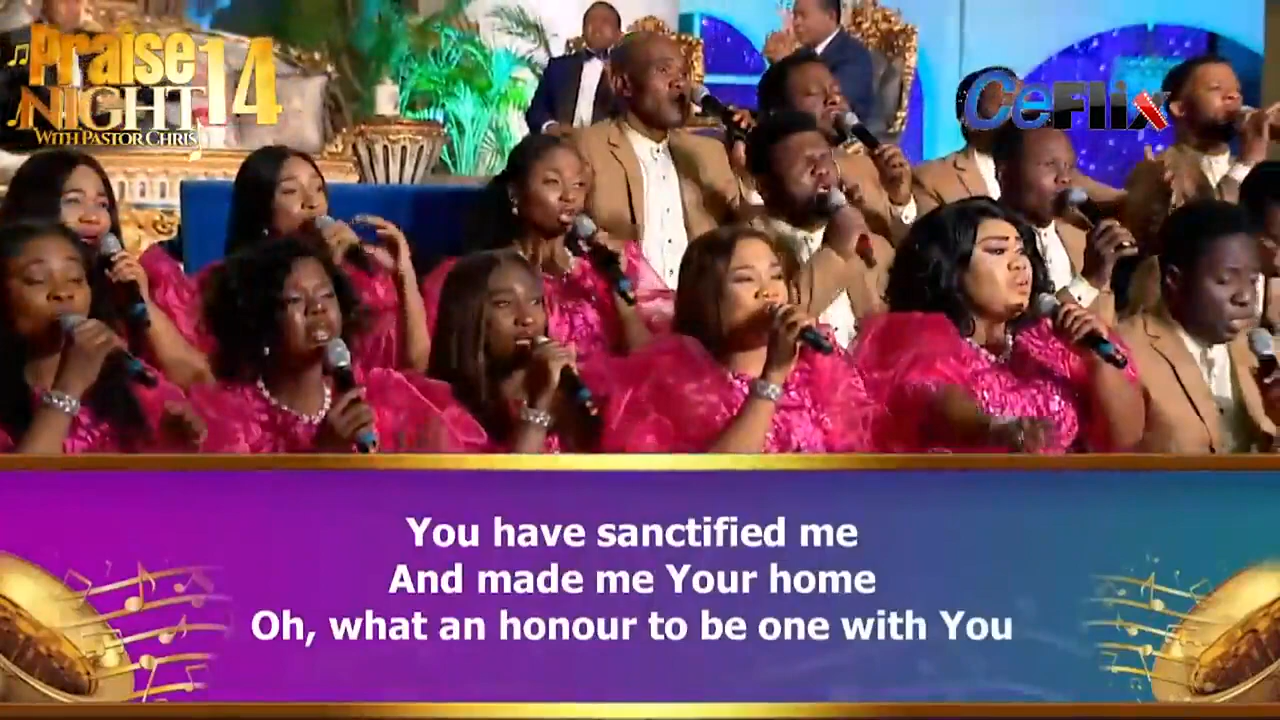 Praise
NIGHT 14
WITH PASTOR CHRIS
CeFlix
You have sanctified me
And made me Your home
Oh, what an honour to be one with You